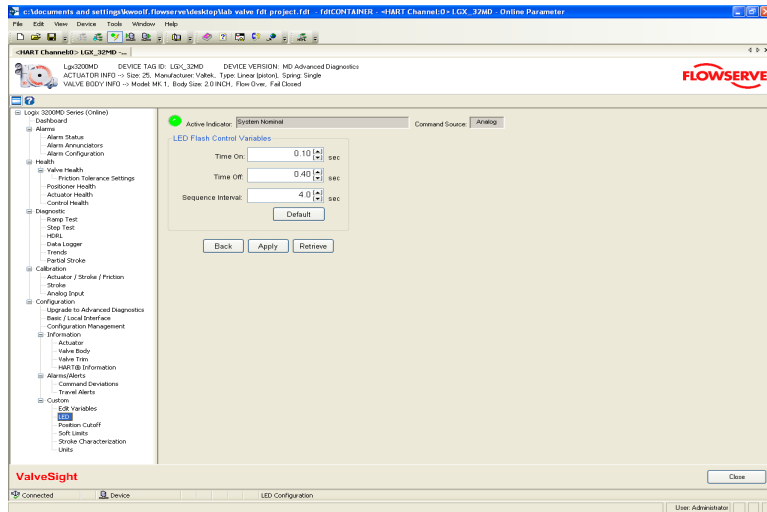 c:\documents and settings\kwoolf.flowserve\desktop\lab valve fdt project.fdt - fdtCONTAINER - <HART Channel:0> LGX_32MD - Online Parameter
File Edit View Device Tools Window Help
<HART Channel:0> LGX_32MD -...
Lgx3200MD DEVICE TAG ID: LGX_32MD DEVICE VERSION: MD Advanced Diagnostics
ACTUATOR INFO --> Size: 25, Manufacturer: Valtek, Type: Linear (piston), Spring: Single
VALVE BODY INFO --> Model: MK 1, Body Size: 2.0 INCH, Flow Over, Fail Closed
FLOWSERVE
Logix 3200MD Series (Online)
Dashboard
Alarms
Alarm Status
Alarm Annunciators
Alarm Configuration
Health
Valve Health
Friction Tolerance Settings
Positioner Health
Actuator Health
Control Health
Diagnostic
Ramp Test
Step Test
HDRL
Data Logger
Trends
Partial Stroke
Calibration
Actuator / Stroke / Friction
Stroke
Analog Input
Configuration
Upgrade to Advanced Diagnostics
Basic / Local Interface
Configuration Management
Information
Actuator
Valve Body
Valve Trim
HART® Information
Alarms/Alerts
Command Deviations
Travel Alerts
Custom
Edit Variables
LED
Position Cutoff
Soft Limits
Stroke Characterization
Units
Active Indicator: System Nominal Command Source: Analog
LED Flash Control Variables
Time On: 0.10 sec
Time Off: 0.40 sec
Sequence Interval: 4.0 sec
Default
Back Apply Retrieve
ValveSight
Close
Connected Device LED Configuration
User: Administrator